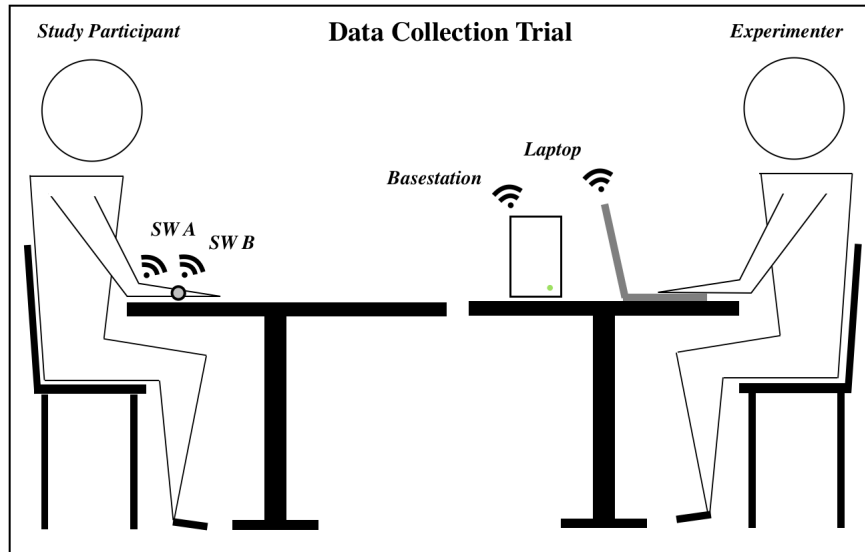 Study Participant
Data Collection Trial
Experimenter
Laptop
Basestation
SW A
SW B